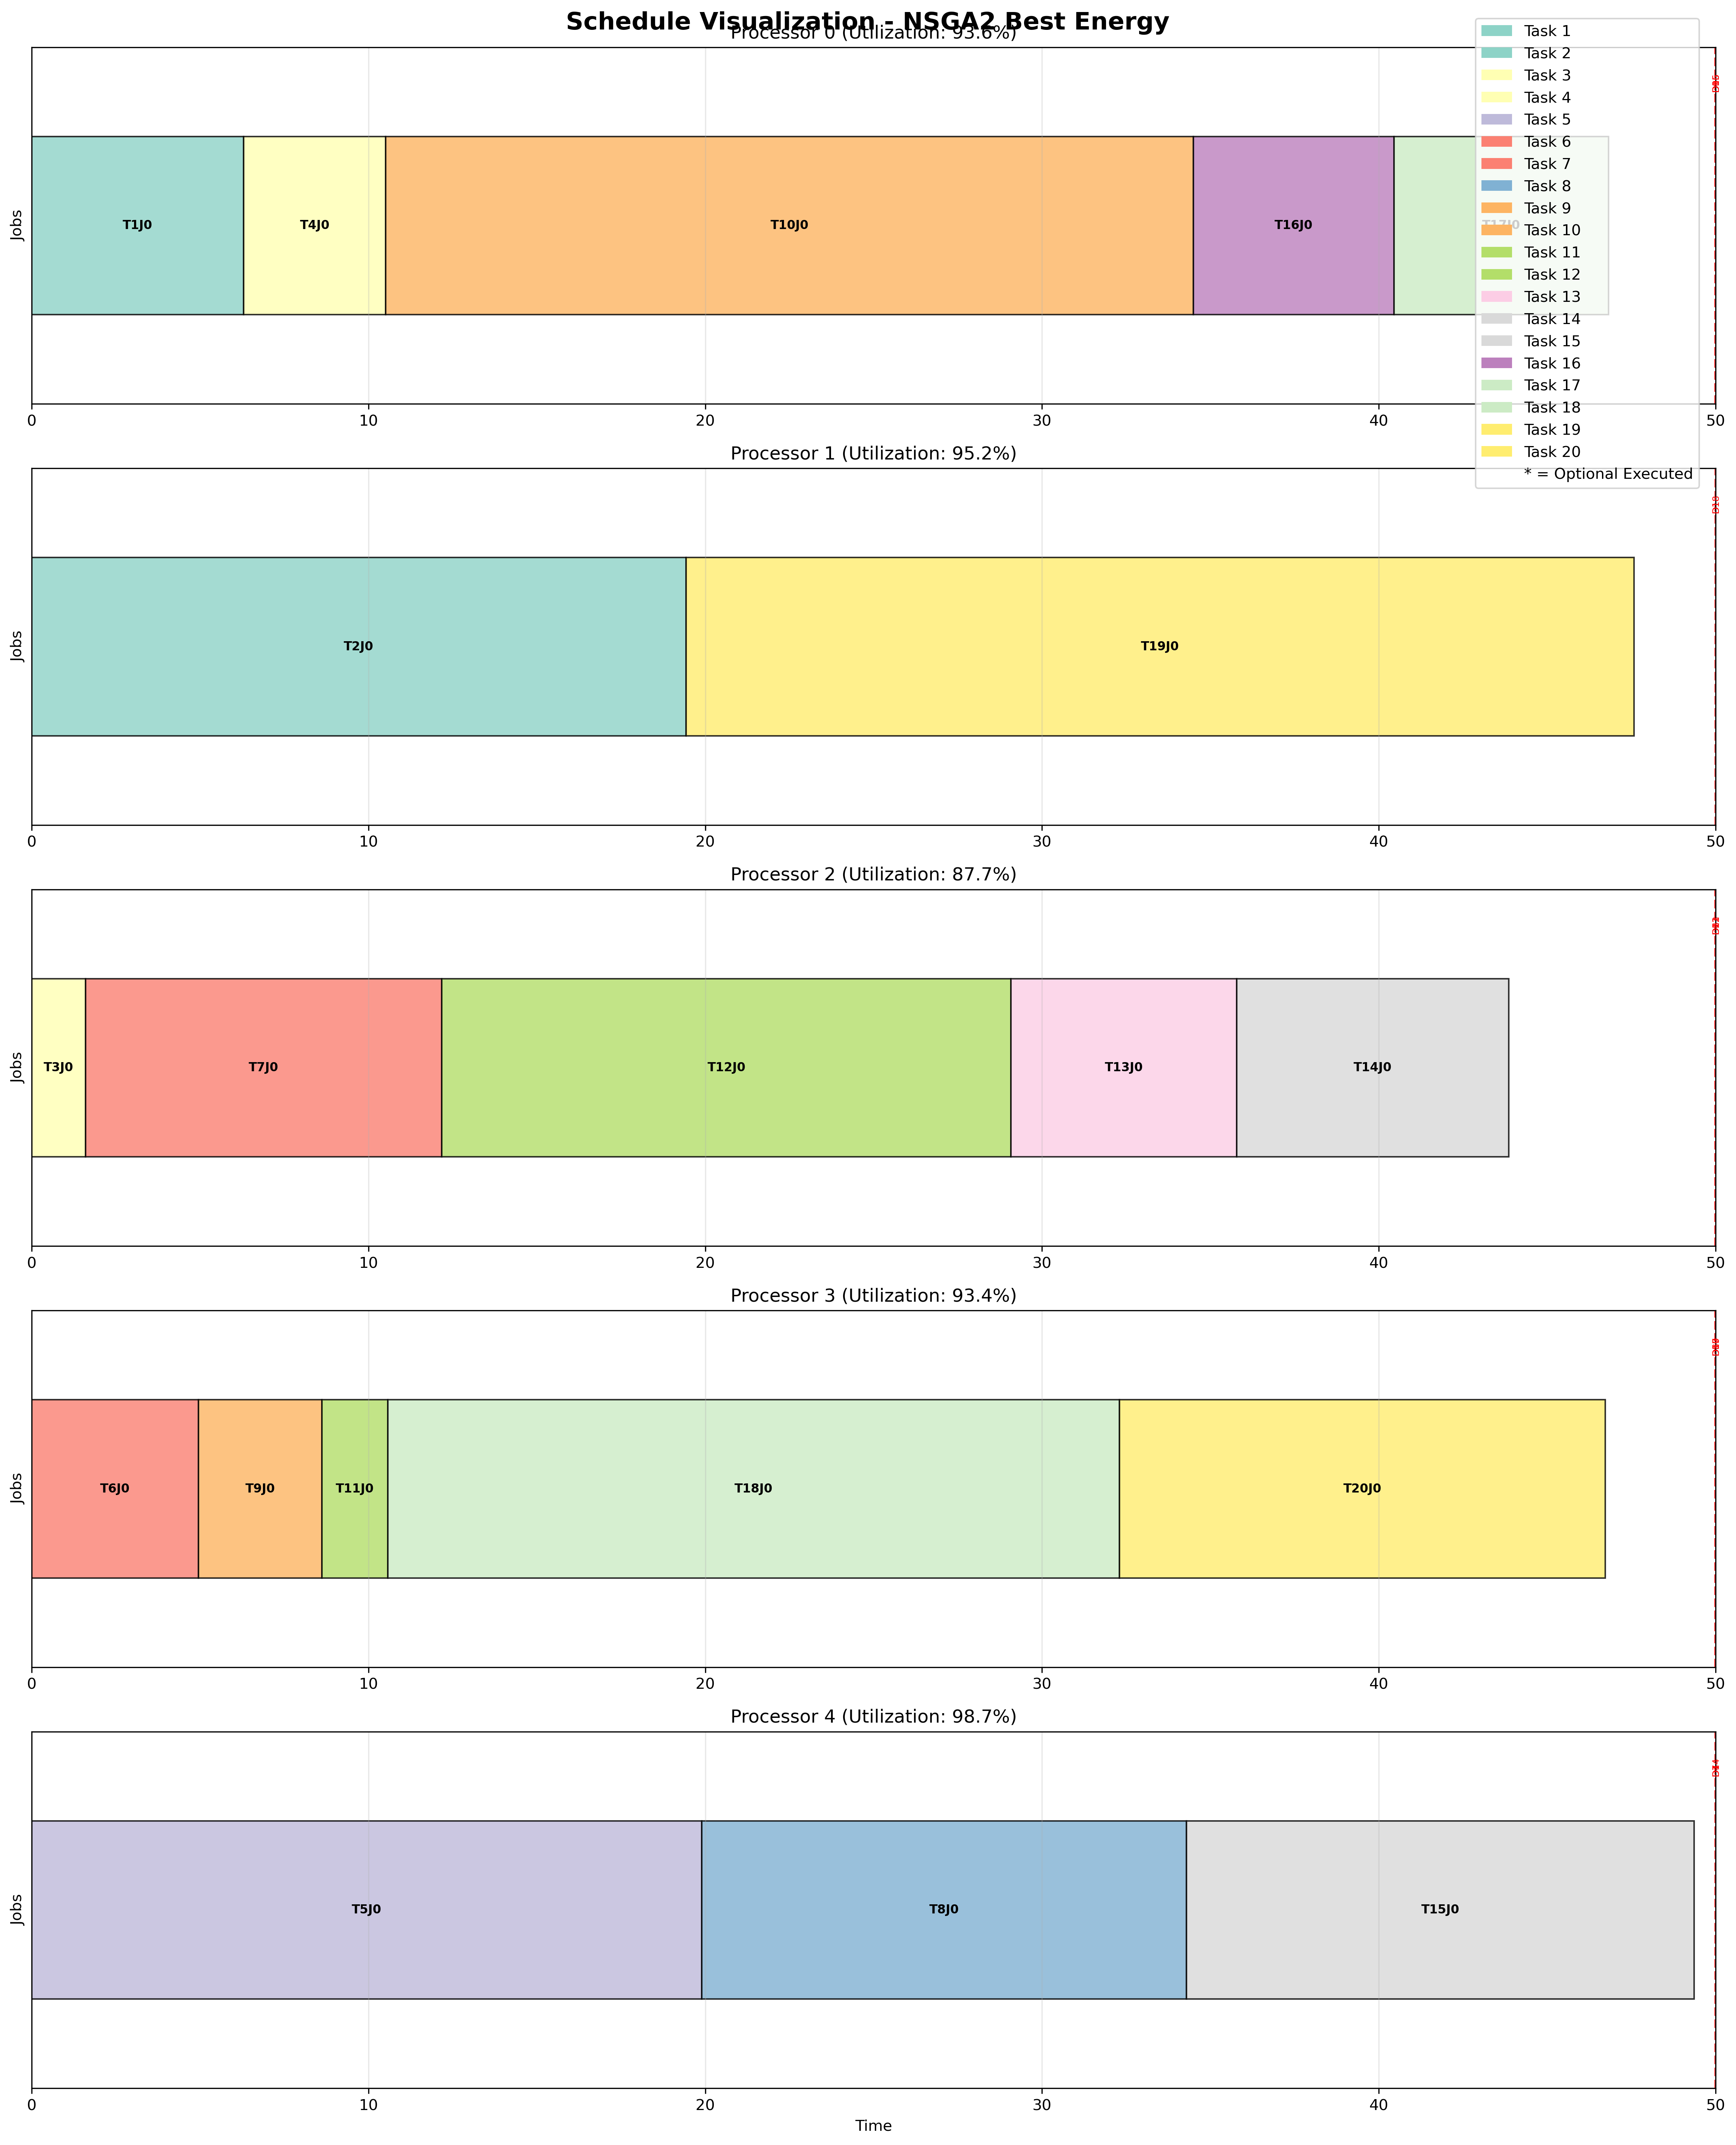 Schedule Visualization - NSGA2 Best Energy
Processor 0 (Utilization: 93.6%)
Task 1
Task 2
Task 3
Task 4
Task 5
Task 6
Task 7
Task 8
Task 9
Task 10
Task 11
Task 12
Task 13
Task 14
Task 15
Task 16
Task 17
Task 18
Task 19
Task 20
* = Optional Executed
Jobs
T1J0 T4J0 T10J0 T16J0 T17J0
0 10 20 30 40 50
Processor 1 (Utilization: 95.2%)
Jobs
T2J0 T19J0
0 10 20 30 40 50
Processor 2 (Utilization: 87.7%)
Jobs
T3J0 T7J0 T12J0 T13J0 T14J0
0 10 20 30 40 50
Processor 3 (Utilization: 93.4%)
Jobs
T6J0 T9J0 T11J0 T18J0 T20J0
0 10 20 30 40 50
Processor 4 (Utilization: 98.7%)
Jobs
T5J0 T8J0 T15J0
0 10 20 30 40 50
Time